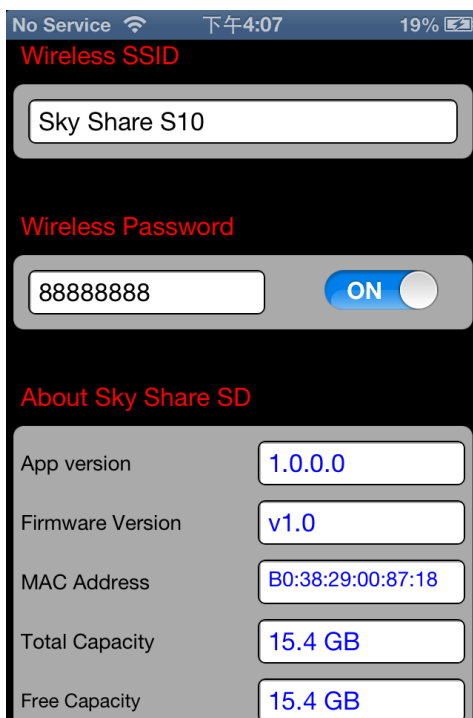 No Service 下午4:07 19%
Wireless SSID
Sky Share S10
Wireless Password
88888888 ON
About Sky Share SD
App version 1.0.0.0
Firmware Version v1.0
MAC Address B0:38:29:00:87:18
Total Capacity 15.4 GB
Free Capacity 15.4 GB